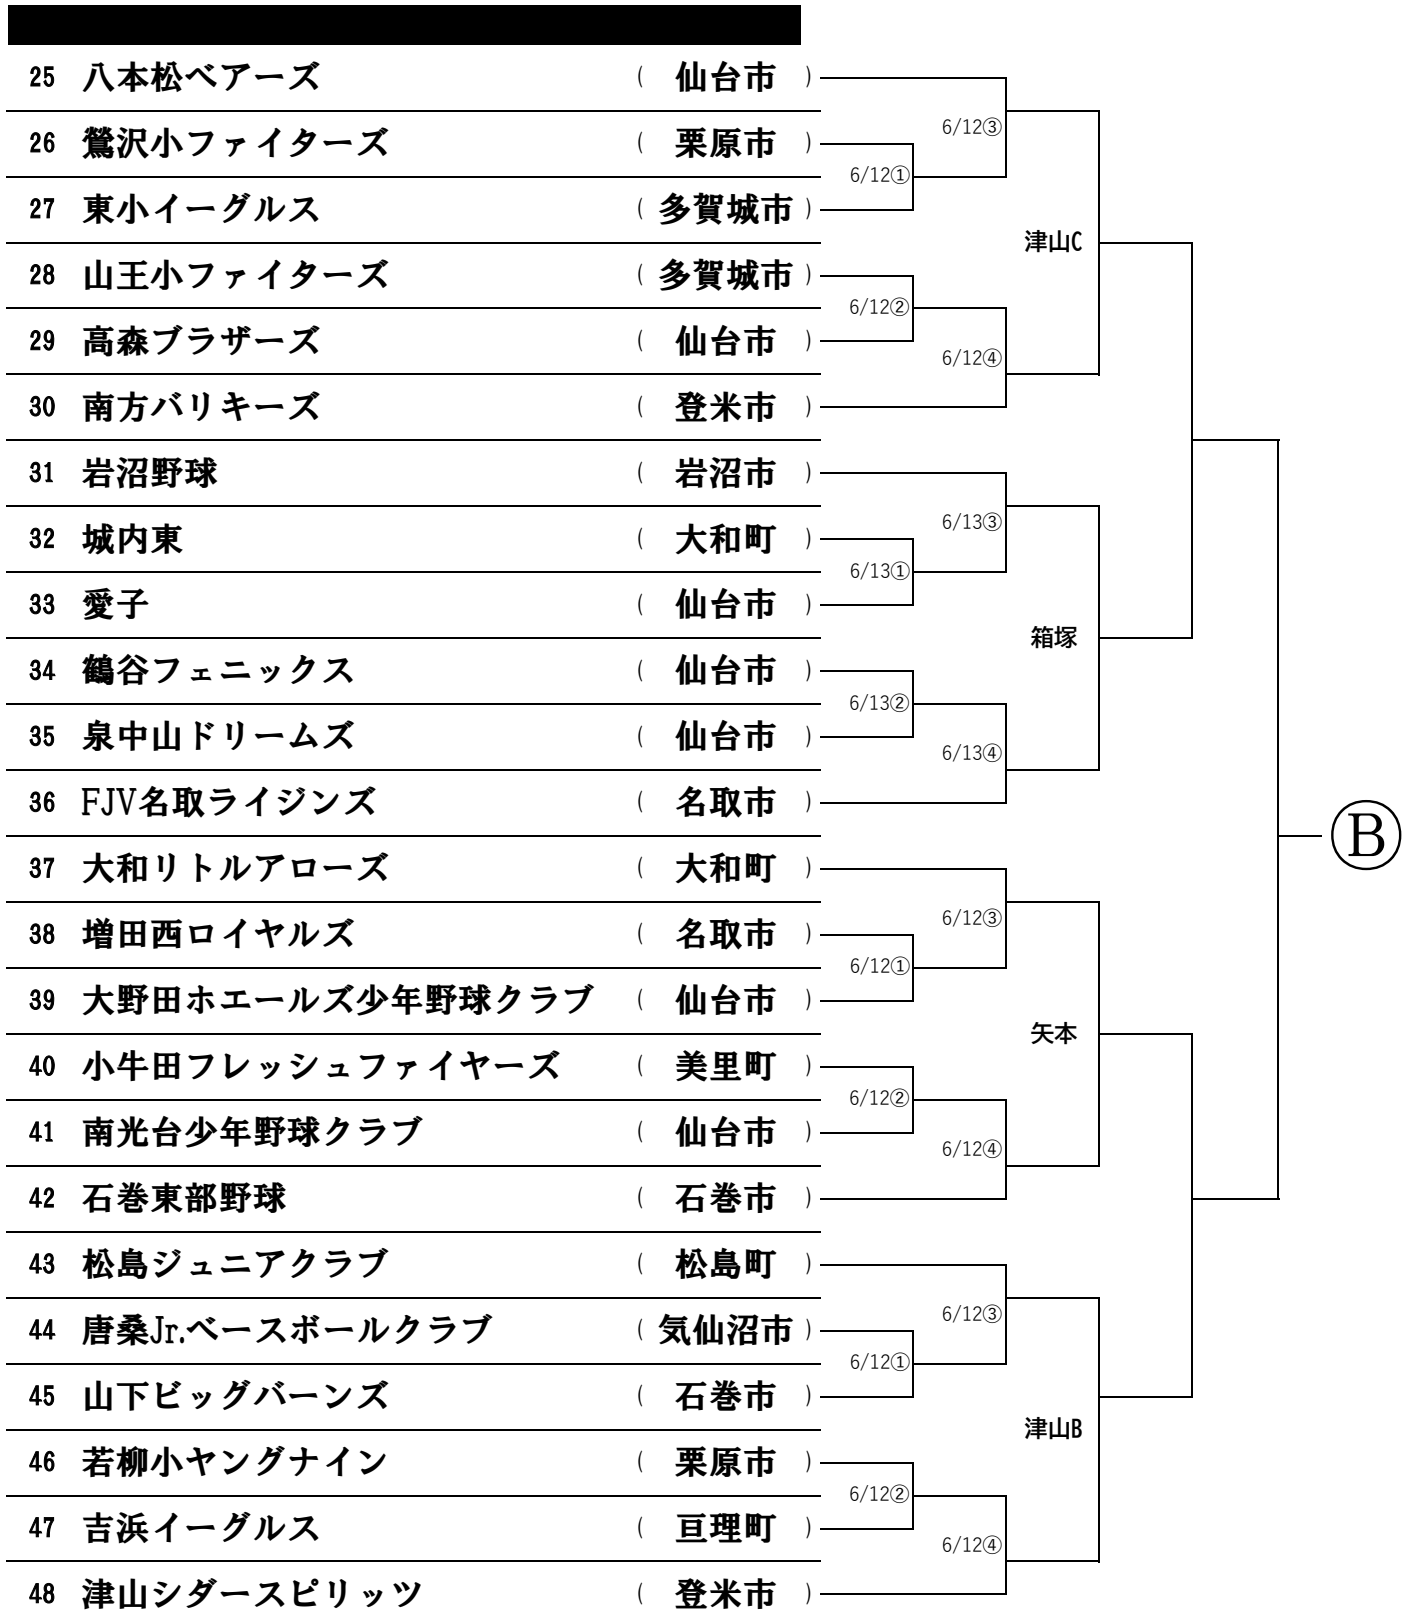 25 八本松ベアーズ ( 仙台市 )
6/12③
26 鶯沢小ファイターズ ( 栗原市 )
6/12①
27 東小イーグルス ( 多賀城市 )
津山C
28 山王小ファイターズ ( 多賀城市 )
6/12②
29 高森ブラザーズ ( 仙台市 )
6/12④
30 南方バリキーズ ( 登米市 )
31 岩沼野球 ( 岩沼市 )
6/13③
32 城内東 ( 大和町 )
6/13①
33 愛子 ( 仙台市 )
箱塚
34 鶴谷フェニックス ( 仙台市 )
6/13②
35 泉中山ドリームズ ( 仙台市 )
6/13④
36 FJV名取ライジンズ ( 名取市 )
Ⓑ
37 大和リトルアローズ ( 大和町 )
6/12③
38 増田西ロイヤルズ ( 名取市 )
6/12①
39 大野田ホエールズ少年野球クラブ ( 仙台市 )
矢本
40 小牛田フレッシュファイヤーズ ( 美里町 )
6/12②
41 南光台少年野球クラブ ( 仙台市 )
6/12④
42 石巻東部野球 ( 石巻市 )
43 松島ジュニアクラブ ( 松島町 )
6/12③
44 唐桑Jr.ベースボールクラブ ( 気仙沼市 )
6/12①
45 山下ビッグバーンズ ( 石巻市 )
津山B
46 若柳小ヤングナイン ( 栗原市 )
6/12②
47 吉浜イーグルス ( 亘理町 )
6/12④
48 津山シダースピリッツ ( 登米市 )